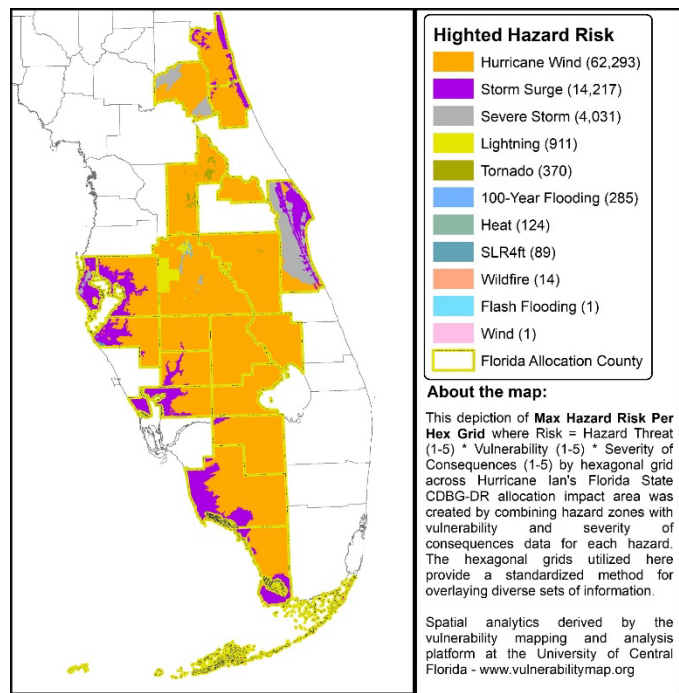 Highted Hazard Risk
Hurricane Wind (62,293)
Storm Surge (14,217)
Severe Storm (4,031)
Lightning (911)
Tornado (370)
100-Year Flooding (285)
Heat (124)
SLR4ft (89)
Wildfire (14)
Flash Flooding (1)
Wind (1)
Florida Allocation County
About the map:
This depiction of Max Hazard Risk Per
Hex Grid where Risk = Hazard Threat
(1-5) * Vulnerability (1-5) * Severity of
Consequences (1-5) by hexagonal grid
across Hurricane Ian's Florida State
CDBG-DR allocation impact area was
created by combining hazard zones with
vulnerability and severity of
consequences data for each hazard.
The hexagonal grids utilized here
provide a standardized method for
overlaying diverse sets of information.
Spatial analytics derived by the
vulnerability mapping and analysis
platform at the University of Central
Florida - www.vulnerabilitymap.org